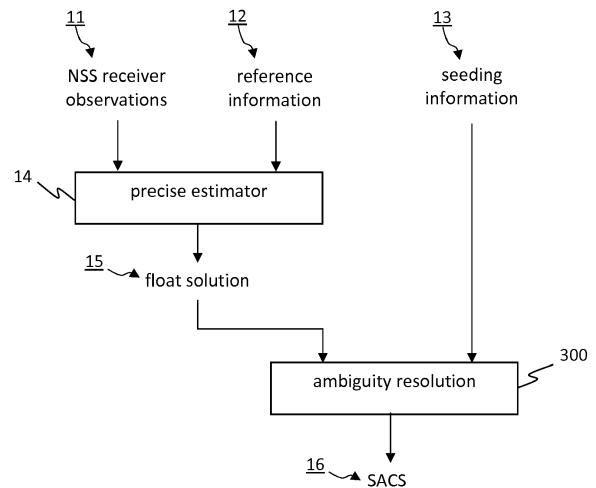 11
12
13
NSS receiver
observations
reference
information
seeding
information
14
precise estimator
15
float solution
300
ambiguity resolution
16
SACS